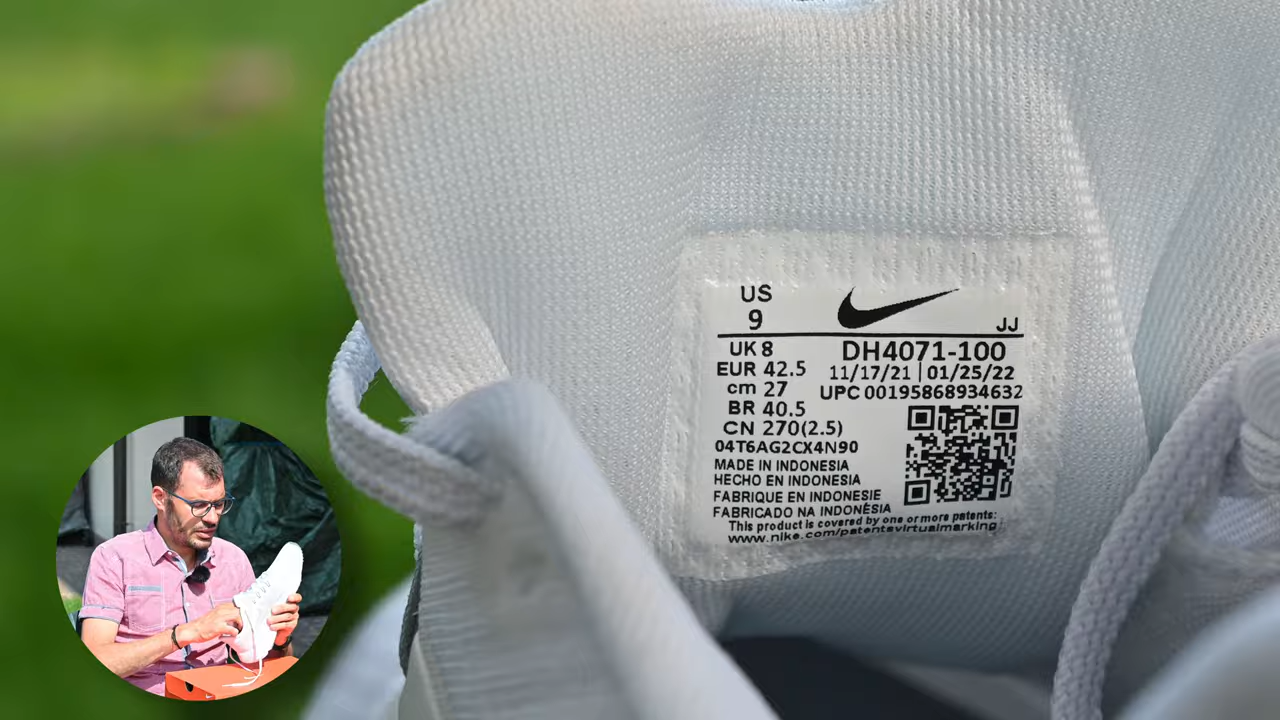 US
9
JJ
UK 8
DH4071-100
EUR 42.5
11/17/21 | 01/25/22
cm 27
UPC 00195868934632
BR 40.5
CN 270(2.5)
04T6AG2CX4N90
MADE IN INDONESIA
HECHO EN INDONESIA
FABRIQUE EN INDONESIE
FABRICADO NA INDONÈSIA
This product is covered by one or more patents:
www.nike.com/patentsvirtualmarking